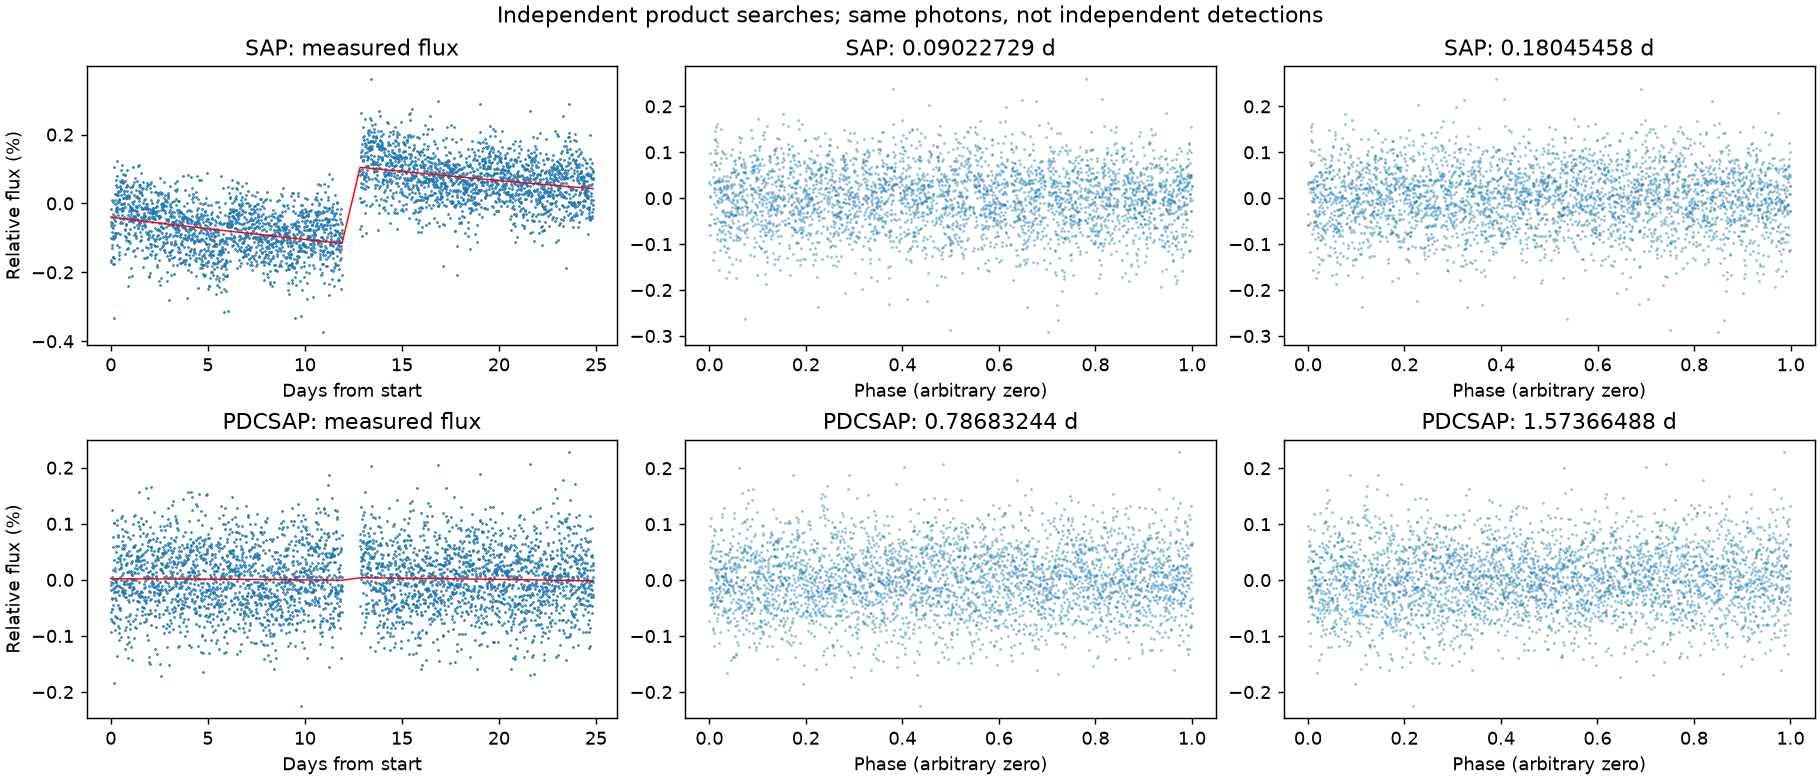 Independent product searches; same photons, not independent detections
SAP: measured flux
Relative flux (%)
0.2
0.0
−0.2
−0.4
0 5 10 15 20 25
Days from start
SAP: 0.09022729 d
0.2
0.1
0.0
−0.1
−0.2
−0.3
0.0 0.2 0.4 0.6 0.8 1.0
Phase (arbitrary zero)
SAP: 0.18045458 d
0.2
0.1
0.0
−0.1
−0.2
−0.3
0.0 0.2 0.4 0.6 0.8 1.0
Phase (arbitrary zero)
PDCSAP: measured flux
Relative flux (%)
0.2
0.1
0.0
−0.1
−0.2
0 5 10 15 20 25
Days from start
PDCSAP: 0.78683244 d
0.2
0.1
0.0
−0.1
−0.2
0.0 0.2 0.4 0.6 0.8 1.0
Phase (arbitrary zero)
PDCSAP: 1.57366488 d
0.2
0.1
0.0
−0.1
−0.2
0.0 0.2 0.4 0.6 0.8 1.0
Phase (arbitrary zero)